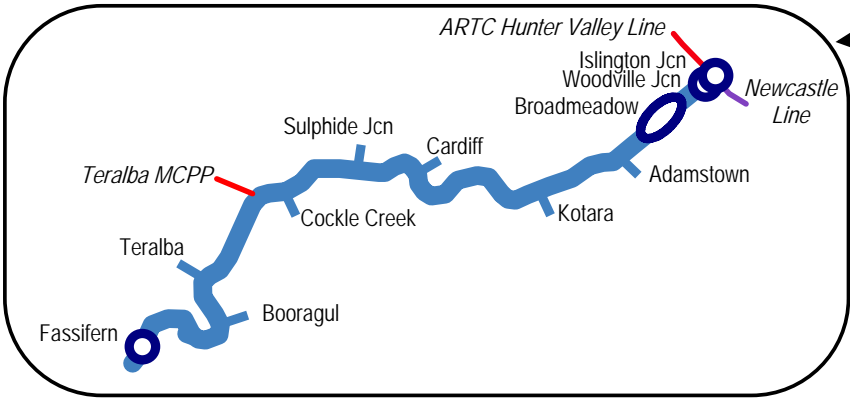 ARTC Hunter Valley Line
Islington Jcn
Woodville Jcn
Newcastle
Line
Broadmeadow
Sulphide Jcn
Cardiff
Adamstown
Teralba MCPP
Cockle Creek
Kotara
Teralba
Booragul
Fassifern